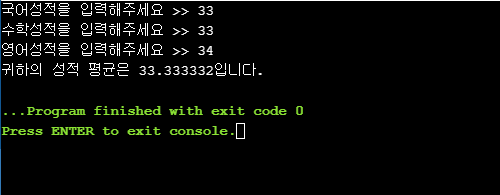 국어성적을 입력해주세요 >> 33
수학성적을 입력해주세요 >> 33
영어성적을 입력해주세요 >> 34
귀하의 성적 평균은 33.333332입니다.
...Program finished with exit code 0
Press ENTER to exit console.